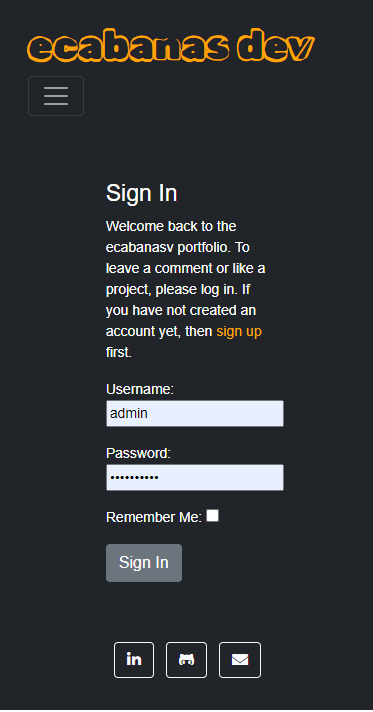 ecabanas dev
Sign In
Welcome back to the
ecabanasv portfolio. To
leave a comment or like a
project, please log in. If
you have not created an
account yet, then sign up
first.
Username:
admin
Password:
••••••••••
Remember Me:
Sign In
in